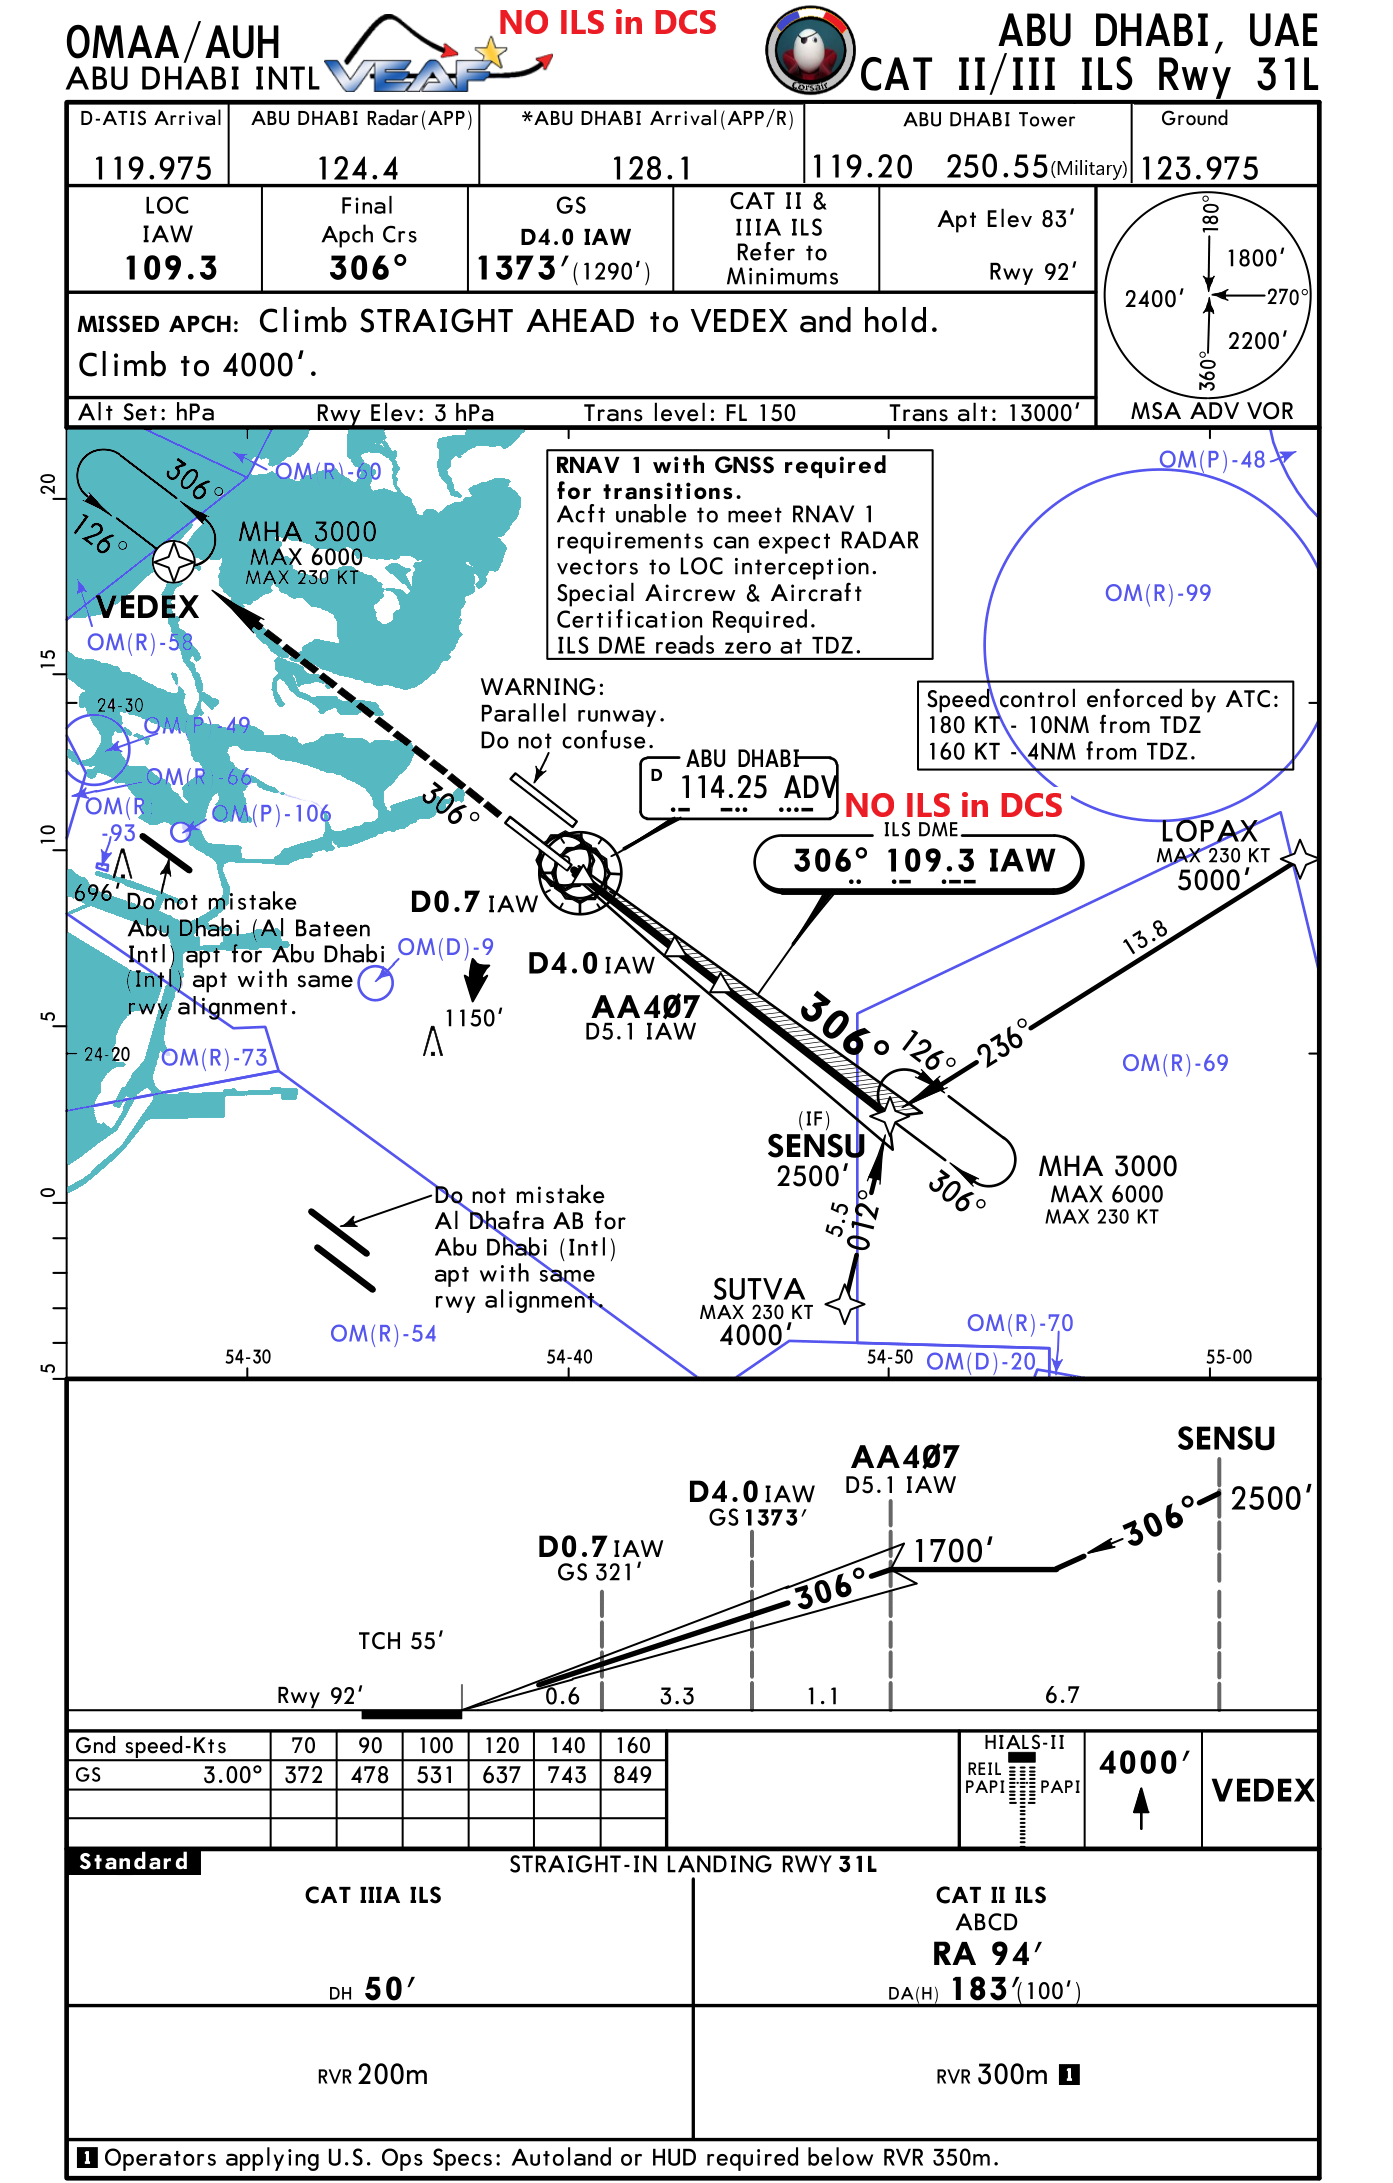 OMAA/AUH
ABU DHABI INTL
VEAF
NO ILS in DCS
Corsair
ABU DHABI, UAE
CAT II/III ILS Rwy 31L
D-ATIS Arrival
119.975
ABU DHABI Radar(APP)
124.4
*ABU DHABI Arrival(APP/R)
128.1
ABU DHABI Tower
119.20 250.55(Military)
Ground
123.975
LOC
IAW
109.3
Final
Apch Crs
306°
GS
D4.0 IAW
1373'(1290')
CAT II &
IIIA ILS
Refer to
Minimums
Apt Elev 83'
Rwy 92'
180°
1800'
2400'
270°
2200'
360°
MSA ADV VOR
MISSED APCH: Climb STRAIGHT AHEAD to VEDEX and hold.
Climb to 4000'.
Alt Set: hPa Rwy Elev: 3 hPa Trans level: FL 150 Trans alt: 13000'
OM(R)-60
306°
126°
MHA 3000
MAX 6000
MAX 230 KT
VEDEX
OM(R)-58
RNAV 1 with GNSS required
for transitions.
Acft unable to meet RNAV 1
requirements can expect RADAR
vectors to LOC interception.
Special Aircrew & Aircraft
Certification Required.
ILS DME reads zero at TDZ.
OM(P)-48
OM(R)-99
WARNING:
Parallel runway.
Do not confuse.
Speed control enforced by ATC:
180 KT - 10NM from TDZ
160 KT - 4NM from TDZ.
20
15
10
5
0
5
24-30
OM(P)-49
OM(R)-66
OM(R)
-93
OM(P)-106
696'
306°
ABU DHABI
D 114.25 ADV
NO ILS in DCS
ILS DME
306° 109.3 IAW
LOPAX
MAX 230 KT
5000'
13.8
236°
Do not mistake
Abu Dhabi (Al Bateen
Intl) apt for Abu Dhabi
(Intl) apt with same
rwy alignment.
D0.7 IAW
OM(D)-9
D4.0 IAW
AA4Ø7
D5.1 IAW
1150'
306°
126°
OM(R)-69
24-20
OM(R)-73
(IF)
SENSU
2500'
306°
MHA 3000
MAX 6000
MAX 230 KT
5.5
012°
Do not mistake
Al Dhafra AB for
Abu Dhabi (Intl)
apt with same
rwy alignment.
SUTVA
MAX 230 KT
4000'
OM(R)-54
OM(R)-70
OM(D)-20
54-30
54-40
54-50
55-00
SENSU
2500'
306°
AA4Ø7
D5.1 IAW
1700'
D4.0 IAW
GS 1373'
D0.7 IAW
GS 321'
306°
TCH 55'
Rwy 92'
0.6
3.3
1.1
6.7
Gnd speed-Kts 70 90 100 120 140 160
GS 3.00° 372 478 531 637 743 849
HIALS-II
REIL
PAPI PAPI
4000'
VEDEX
Standard
STRAIGHT-IN LANDING RWY 31L
CAT IIIA ILS
DH 50'
CAT II ILS
ABCD
RA 94'
DA(H) 183'(100')
RVR 200m
RVR 300m 1
1 Operators applying U.S. Ops Specs: Autoland or HUD required below RVR 350m.